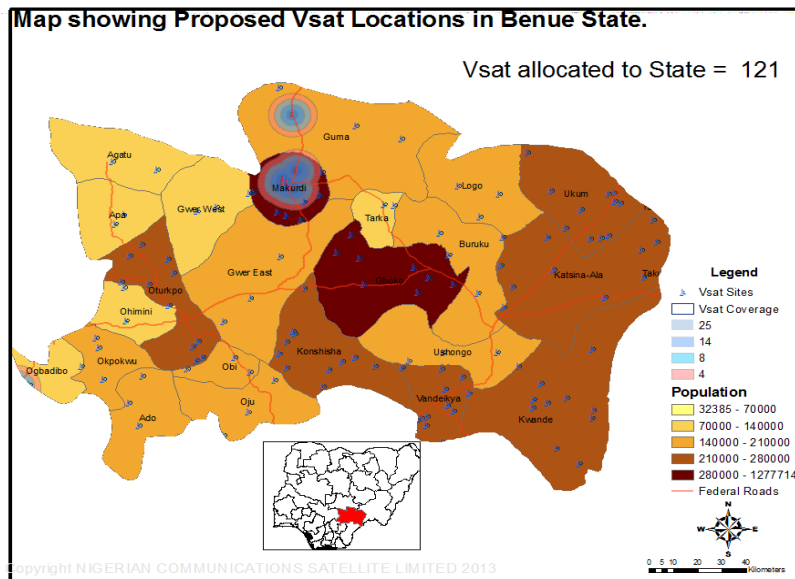 Map showing Proposed Vsat Locations in Benue State.
Vsat allocated to State = 121
Guma
Agatu
Logo
Ukum
Makurdi
Gwer West
Apa
Tarka
Buruku
Gwer East
Gboko
Katsina-Ala
Oturkpo
Ohimini
Konshisha
Ushongo
Obi
Okpokwu
Ogbadibo
Vandeikya
Oju
Ado
Kwande
Legend
Vsat Sites
Vsat Coverage
25
14
8
4
Population
32385 - 70000
70000 - 140000
140000 - 210000
210000 - 280000
280000 - 1277714
Federal Roads
N
W E
S
0 5 10 20 30 40
Kilometers
Copyright NIGERIAN COMMUNICATIONS SATELLITE LIMITED 2013